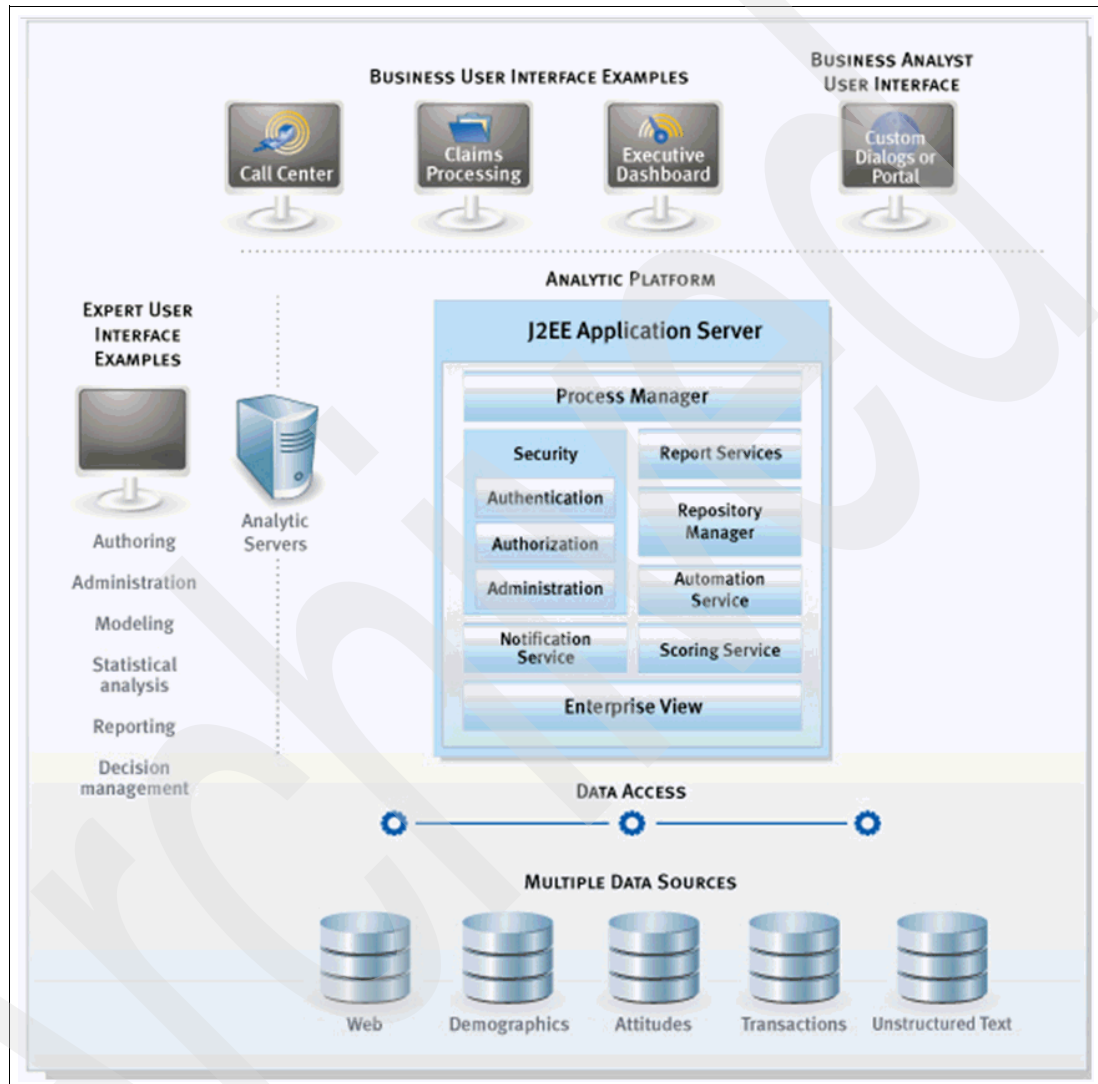 BUSINESS USER INTERFACE EXAMPLES
BUSINESS ANALYST
USER INTERFACE
Call Center
Claims
Processing
Executive
Dashboard
Custom
Dialogs or
Portal
ANALYTIC PLATFORM
EXPERT USER
INTERFACE
EXAMPLES
Authoring
Administration
Modeling
Statistical
analysis
Reporting
Decision
management
Analytic
Servers
J2EE Application Server
Process Manager
Security
Authentication
Authorization
Administration
Report Services
Repository
Manager
Automation
Service
Notification
Service
Scoring Service
Enterprise View
DATA ACCESS
MULTIPLE DATA SOURCES
Web
Demographics
Attitudes
Transactions
Unstructured Text
Archived